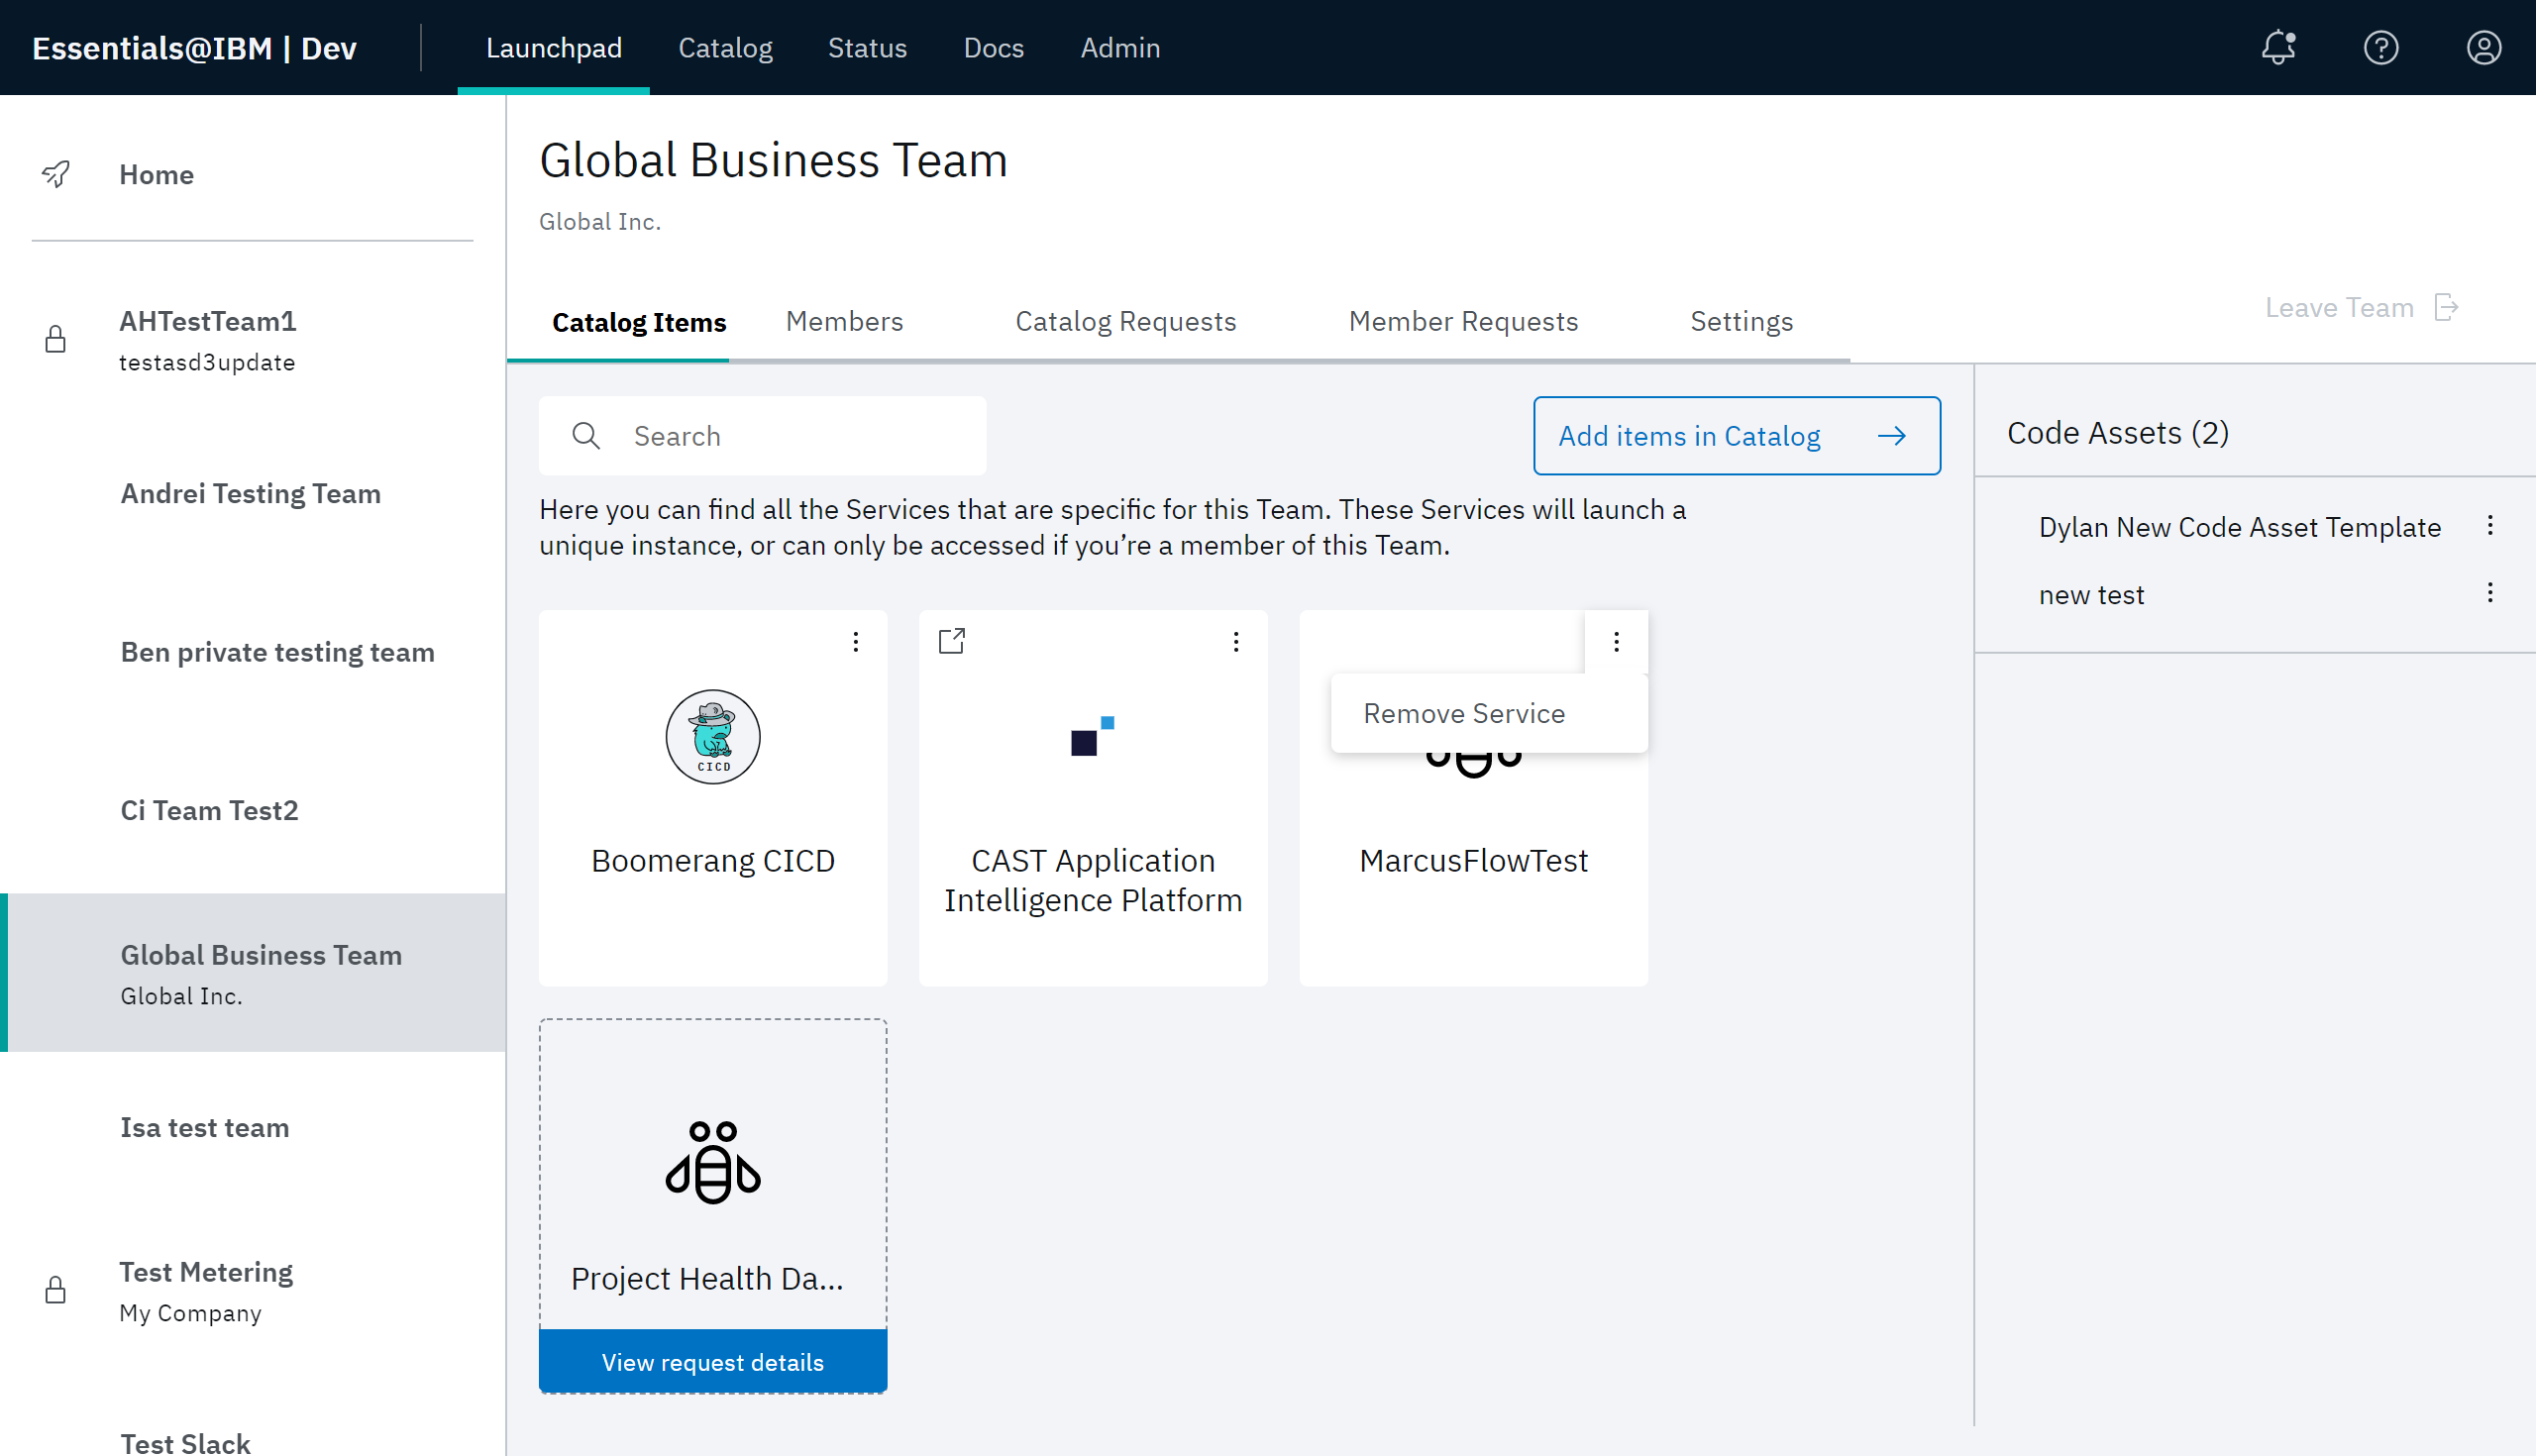 Essentials@IBM | Dev
Launchpad
Catalog
Status
Docs
Admin
Home
AHTestTeam1
testasd3update
Andrei Testing Team
Ben private testing team
Ci Team Test2
Global Business Team
Global Inc.
Isa test team
Test Metering
My Company
Test Slack
Global Business Team
Global Inc.
Catalog Items
Members
Catalog Requests
Member Requests
Settings
Leave Team
Search
Add items in Catalog
Here you can find all the Services that are specific for this Team. These Services will launch a
unique instance, or can only be accessed if you’re a member of this Team.
CICD
Boomerang CICD
CAST Application
Intelligence Platform
Remove Service
MarcusFlowTest
Project Health Da...
View request details
Code Assets (2)
Dylan New Code Asset Template
new test